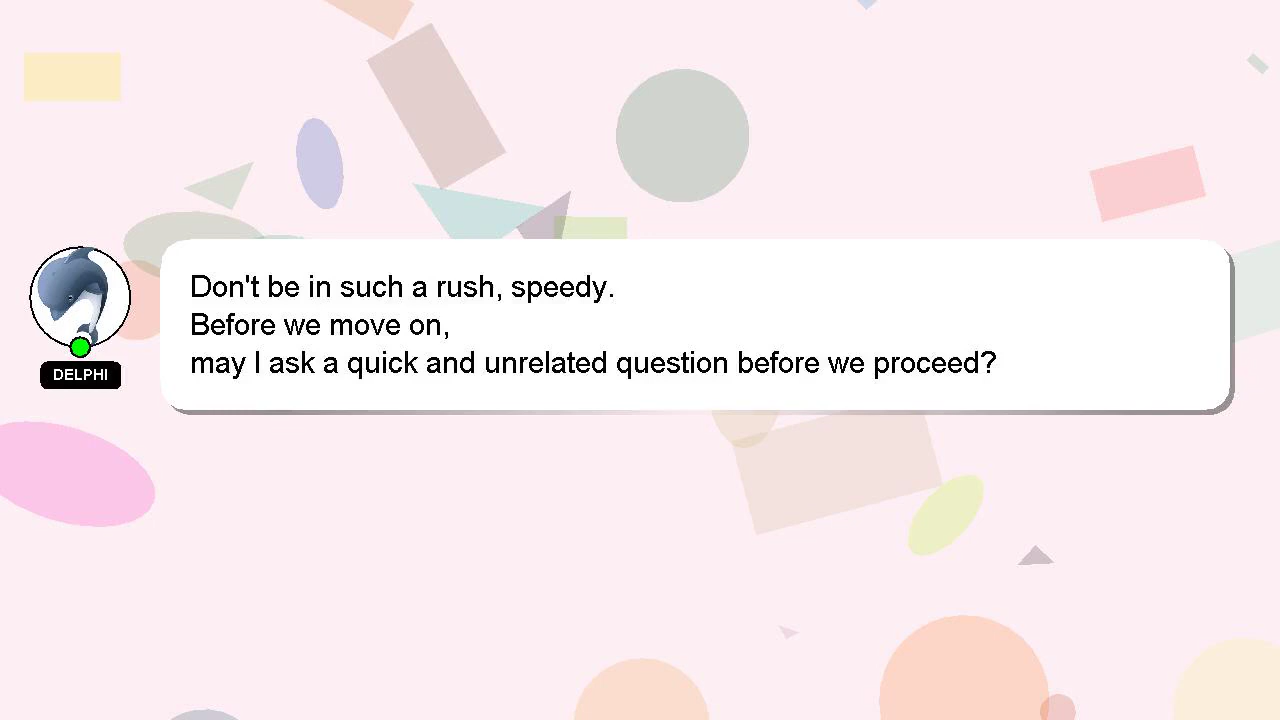 Don't be in such a rush, speedy.
Before we move on,
may I ask a quick and unrelated question before we proceed?
DELPHI